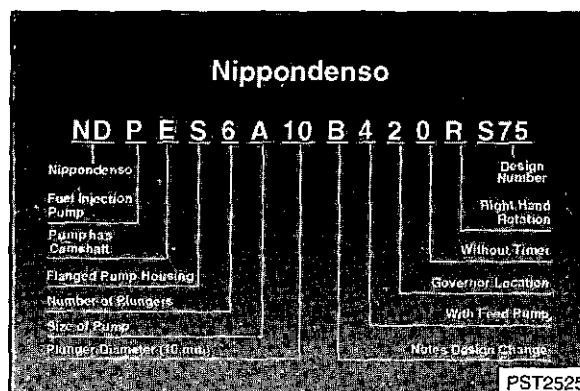 Nippondenso
ND P E S 6 A 10 B 4 2 0 R S75
Nippondenso
Design
Number
Fuel Injection
Pump
Right Hand
Rotation
Pump has
Camshaft
Without Timer
Flanged Pump Housing
Governor Location
Number of Plungers
With Feed Pump
Size of Pump
Plunger Diameter (10 mm)
Notes Design Change
PST2525